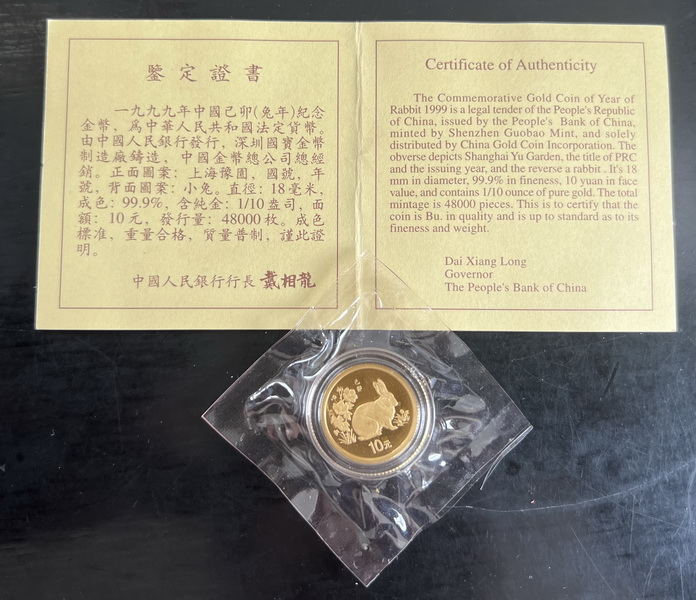 鑒定證書
一九九九年中國己卯(兔年)紀念
金幣，為中華人民共和國法定貨幣。
由中國人民銀行發行，深圳國寶金幣
制造廠鑄造，中國金幣總公司總經
銷。正面圖案：上海豫園，國號，年
號。背面圖案：小兔。直徑：18毫米，
成色：99.9%，含純金：1/10盎司，面
額：10元，發行量：48000枚。成色
標准，重量合格，質量普制，謹此證
明。
中國人民銀行行長 戴相龍
Certificate of Authenticity
The Commemorative Gold Coin of Year of
Rabbit 1999 is a legal tender of the People's Republic
of China, issued by the People's Bank of China,
minted by Shenzhen Guobao Mint, and solely
distributed by China Gold Coin Incorporation. The
obverse depicts Shanghai Yu Garden, the title of PRC
and the issuing year, and the reverse a rabbit . It's 18
mm in diameter, 99.9% in fineness, 10 yuan in face
value, and contains 1/10 ounce of pure gold. The total
mintage is 48000 pieces. This is to certify that the
coin is Bu. in quality and is up to standard as to its
fineness and weight.
Dai Xiang Long
Governor
The People's Bank of China
10元